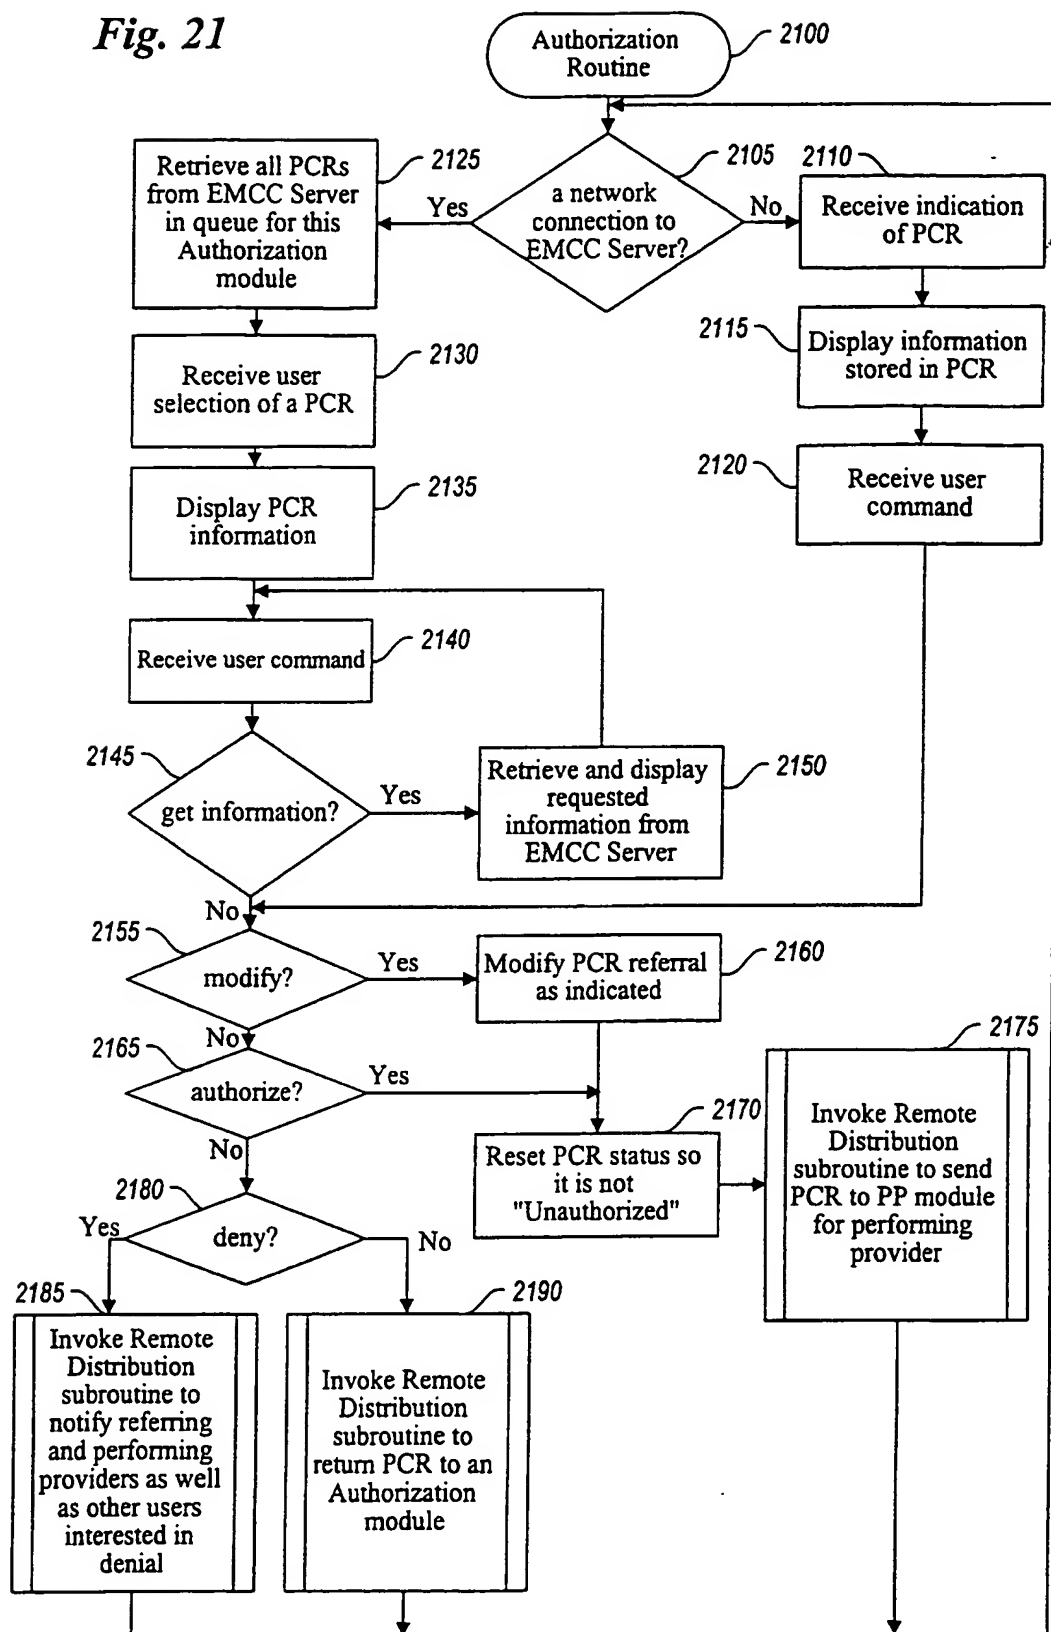 Fig. 21
Authorization
Routine
2100
2125
Retrieve all PCRs
from EMCC Server
in queue for this
Authorization
module
Yes
2105
a network
connection to
EMCC Server?
No
2110
Receive indication
of PCR
2115
Display information
stored in PCR
2130
Receive user
selection of a PCR
2120
Receive user
command
2135
Display PCR
information
2140
Receive user command
2145
get information?
Yes
2150
Retrieve and display
requested
information from
EMCC Server
No
2155
modify?
Yes
2160
Modify PCR referral
as indicated
No
2165
authorize?
Yes
2170
Reset PCR status so
it is not
"Unauthorized"
2175
Invoke Remote
Distribution
subroutine to send
PCR to PP module
for performing
provider
No
2180
Yes
deny?
No
2185
Invoke Remote
Distribution
subroutine to
notify referring
and performing
providers as well
as other users
interested in
denial
2190
Invoke Remote
Distribution
subroutine to
return PCR to an
Authorization
module